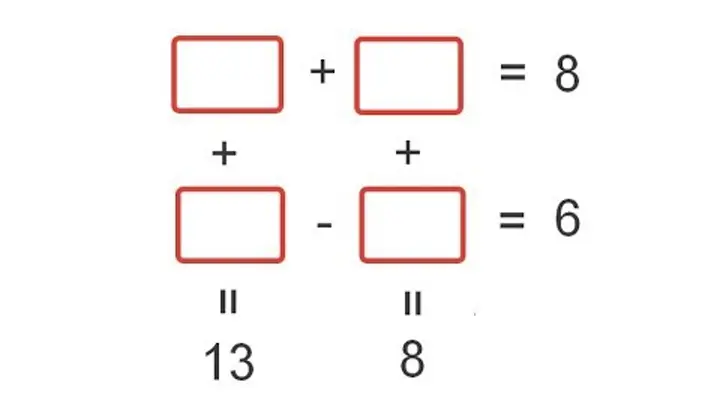 + = 8
+ +
- = 6
= =
13 8